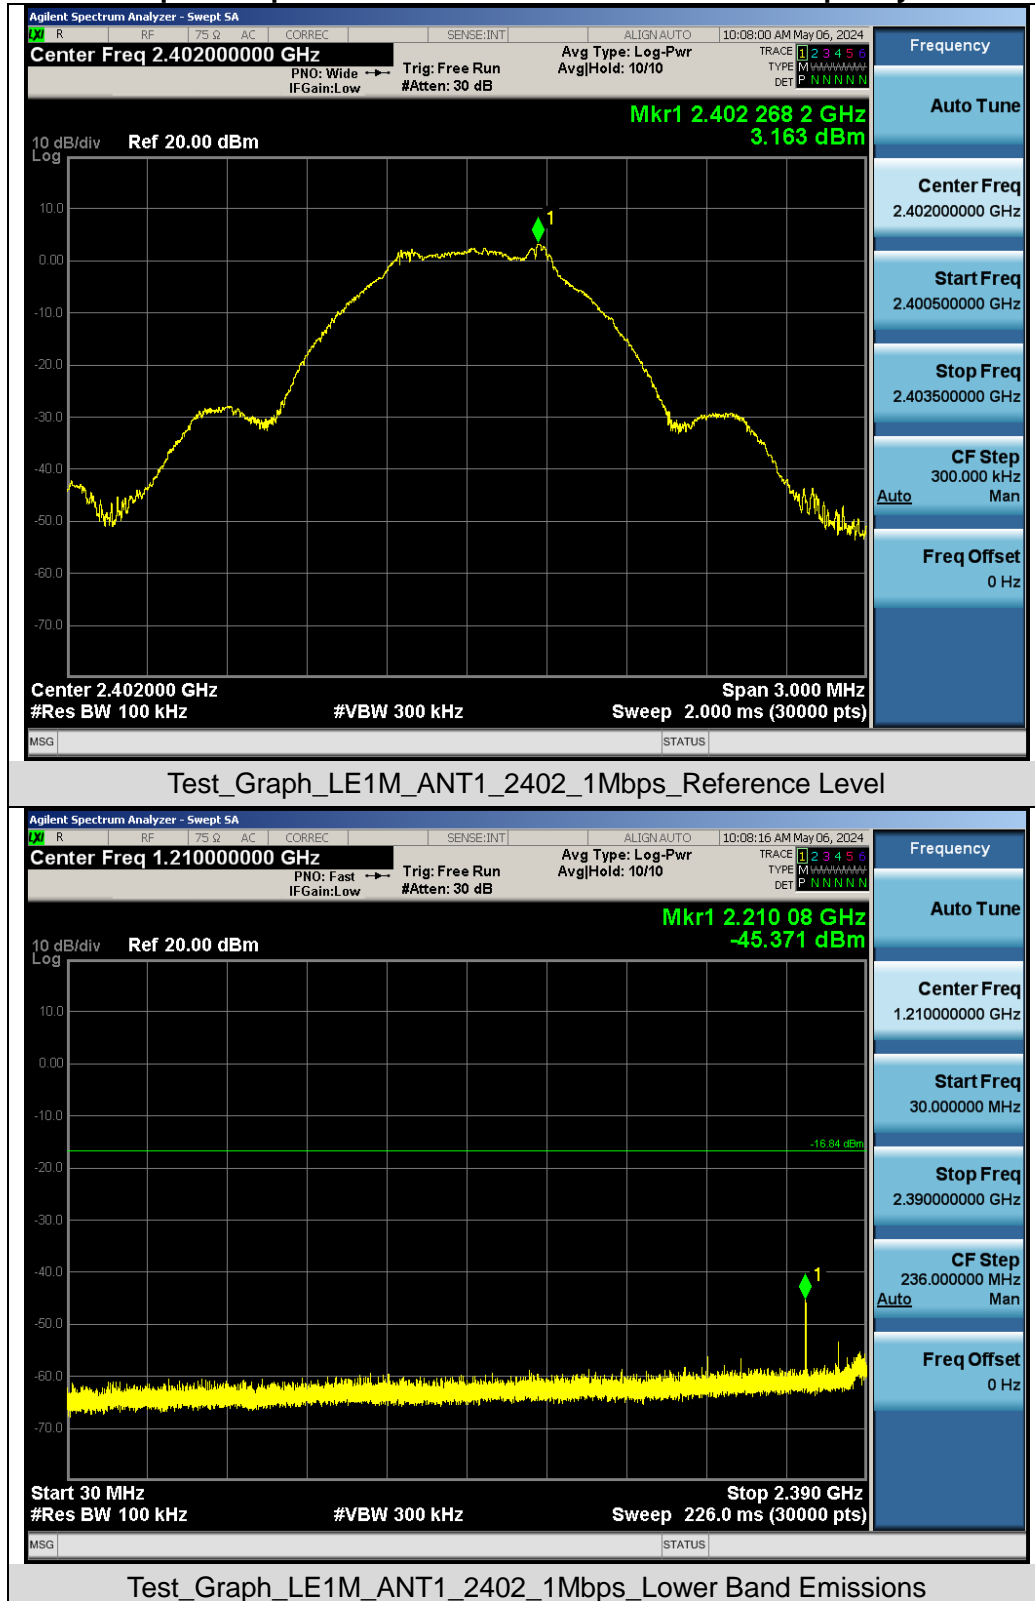 Agilent Spectrum Analyzer - Swept SA
LXI R RF 75 Ω AC CORREC SENSE:INT ALIGN AUTO 10:08:00 AM May 06, 2024
Center Freq 2.402000000 GHz Avg Type: Log-Pwr TRACE 1 2 3 4 5 6
PNO: Wide Trig: Free Run Avg|Hold: 10/10 TYPE M WWWWW
IFGain:Low #Atten: 30 dB DET P N N N N N
Frequency
Auto Tune
Mkr1 2.402 268 2 GHz
3.163 dBm
10 dB/div Ref 20.00 dBm
Log
1
10.0
0.00
-10.0
-20.0
-30.0
-40.0
-50.0
-60.0
-70.0
Center Freq
2.402000000 GHz
Start Freq
2.400500000 GHz
Stop Freq
2.403500000 GHz
CF Step
300.000 kHz
Auto Man
Freq Offset
0 Hz
Center 2.402000 GHz Span 3.000 MHz
#Res BW 100 kHz #VBW 300 kHz Sweep 2.000 ms (30000 pts)
MSG STATUS
Test_Graph_LE1M_ANT1_2402_1Mbps_Reference Level
Agilent Spectrum Analyzer - Swept SA
LXI R RF 75 Ω AC CORREC SENSE:INT ALIGN AUTO 10:08:16 AM May 06, 2024
Center Freq 1.210000000 GHz Avg Type: Log-Pwr TRACE 1 2 3 4 5 6
PNO: Fast Trig: Free Run Avg|Hold: 10/10 TYPE M WWWWW
IFGain:Low #Atten: 30 dB DET P N N N N N
Frequency
Auto Tune
Mkr1 2.210 08 GHz
-45.371 dBm
10 dB/div Ref 20.00 dBm
Log
10.0
0.00
-10.0
-16.84 dBm
-20.0
-30.0
-40.0
1
-50.0
-60.0
-70.0
Center Freq
1.210000000 GHz
Start Freq
30.000000 MHz
Stop Freq
2.390000000 GHz
CF Step
236.000000 MHz
Auto Man
Freq Offset
0 Hz
Start 30 MHz Stop 2.390 GHz
#Res BW 100 kHz #VBW 300 kHz Sweep 226.0 ms (30000 pts)
MSG STATUS
Test_Graph_LE1M_ANT1_2402_1Mbps_Lower Band Emissions